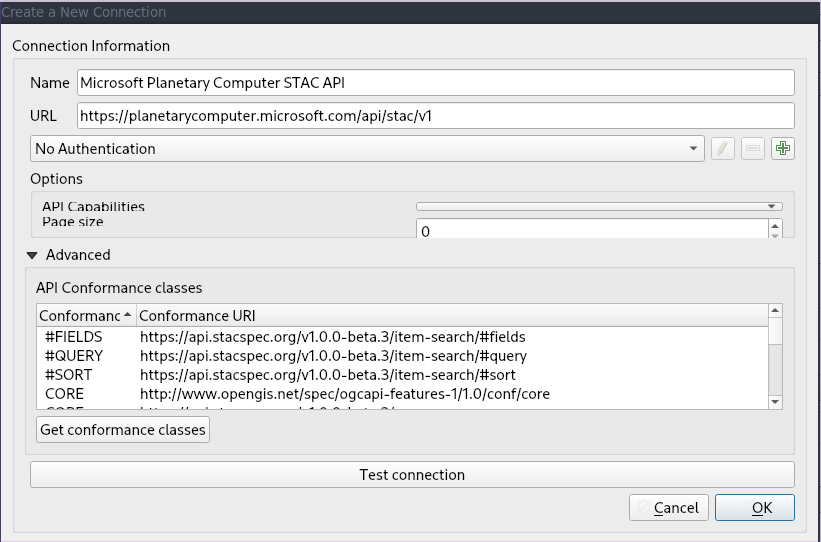 Create a New Connection
Connection Information
Name Microsoft Planetary Computer STAC API
URL https://planetarycomputer.microsoft.com/api/stac/v1
No Authentication
Options
API Capabilities
Page size 0
Advanced
API Conformance classes
Conformanc Conformance URI
#FIELDS https://api.stacspec.org/v1.0.0-beta.3/item-search/#fields
#QUERY https://api.stacspec.org/v1.0.0-beta.3/item-search/#query
#SORT https://api.stacspec.org/v1.0.0-beta.3/item-search/#sort
CORE http://www.opengis.net/spec/ogcapi-features-1/1.0/conf/core
Get conformance classes
Test connection
Cancel OK